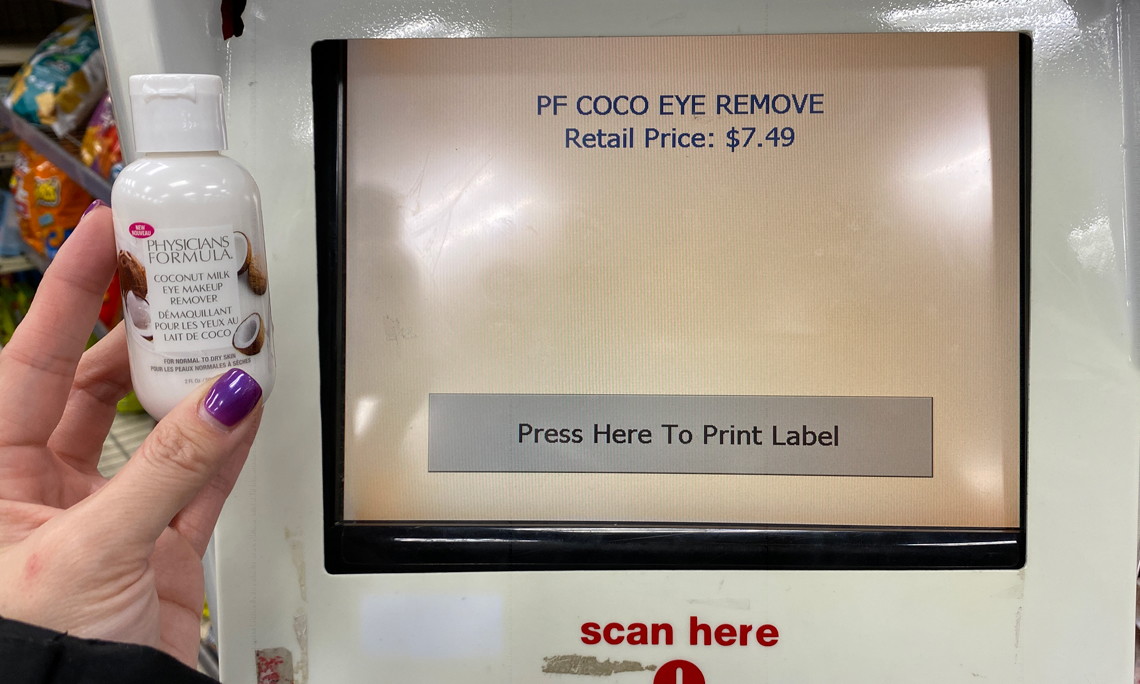 NEW
NOUVEAU
PHYSICIANS
FORMULA.
COCONUT MILK
EYE MAKEUP
REMOVER
DÉMAQUILLANT
POUR LES YEUX AU
LAIT DE COCO
FOR NORMAL TO DRY SKIN
POUR LES PEAUX NORMALES À SÈCHES
PF COCO EYE REMOVE
Retail Price: $7.49
Press Here To Print Label
scan here